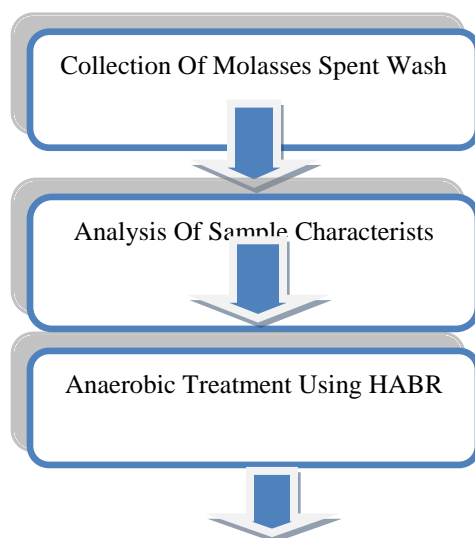 Collection Of Molasses Spent Wash
Analysis Of Sample Characterists
Anaerobic Treatment Using HABR